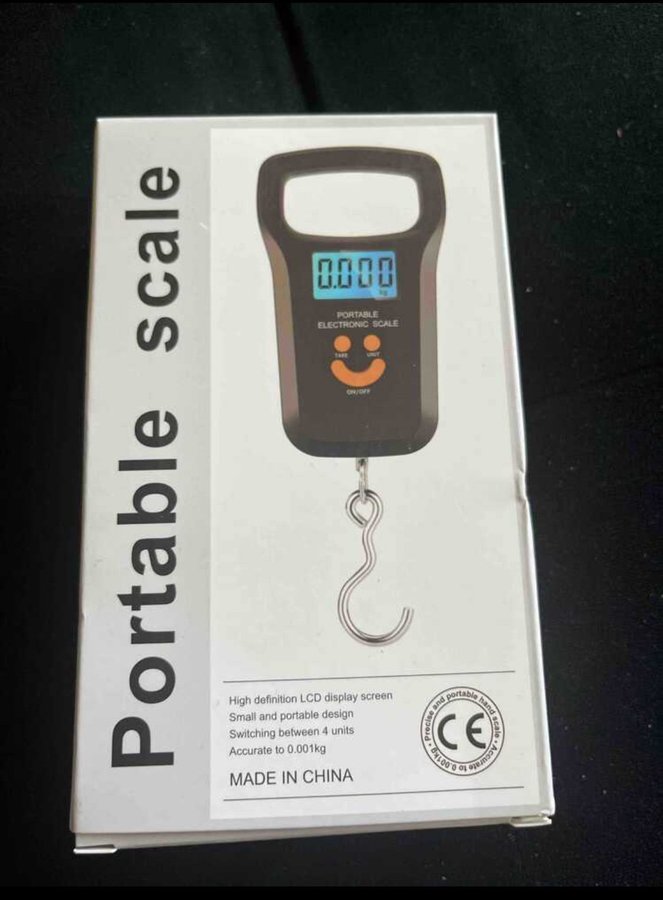 Portable scale
0.000
kg
PORTABLE
ELECTRONIC SCALE
TARE UNIT
ON/OFF
High definition LCD display screen
Small and portable design
Switching between 4 units
Accurate to 0.001kg
MADE IN CHINA
Precise and portable hand scale • Accurate to 0.001kg •
CE